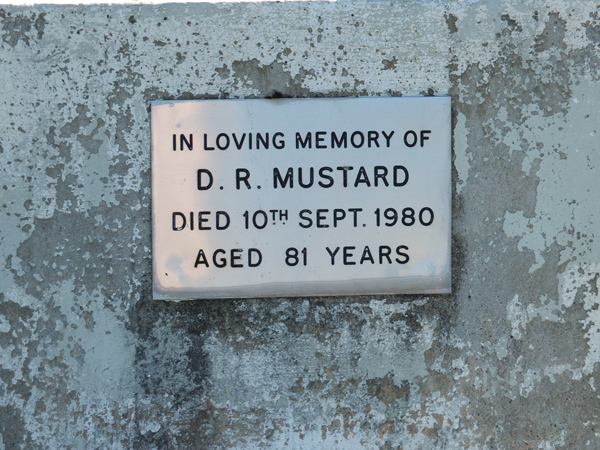 IN LOVING MEMORY OF
D. R. MUSTARD
DIED 10TH SEPT. 1980
AGED 81 YEARS